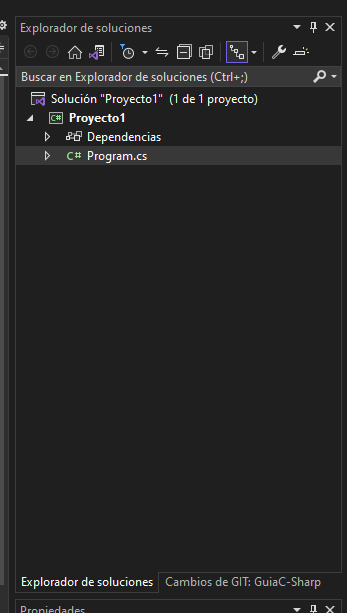 Explorador de soluciones
Buscar en Explorador de soluciones (Ctrl+;)
Solución "Proyecto1" (1 de 1 proyecto)
C# Proyecto1
Dependencias
C# Program.cs
Explorador de soluciones Cambios de GIT: GuiaC-Sharp
Propiedades